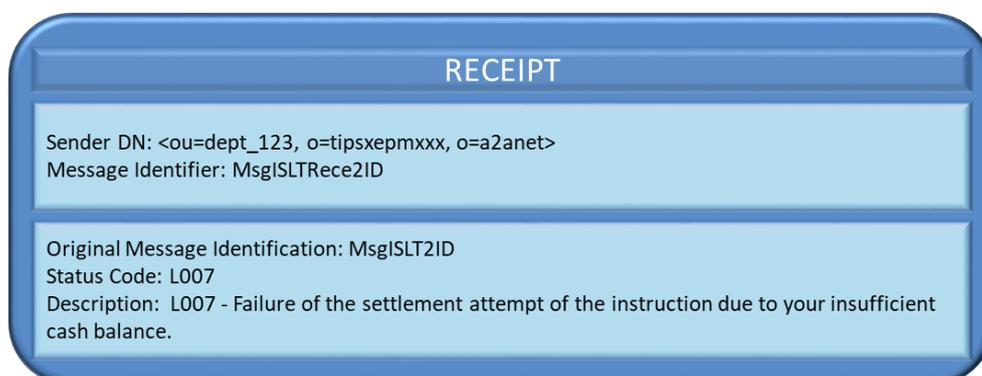 RECEIPT
Sender DN: <ou=dept_123, o=tipsxepmxxx, o=a2anet>
Message Identifier: MsgISLTRece2ID
Original Message Identification: MsgISLT2ID
Status Code: L007
Description:  L007 - Failure of the settlement attempt of the instruction due to your insufficient
cash balance.